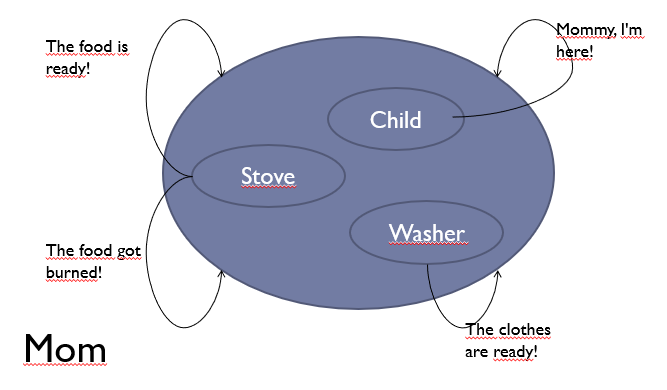 Mommy, I'm
here!
The food is
ready!
Child
Stove
Washer
The food got
burned!
The clothes
are ready!
Mom